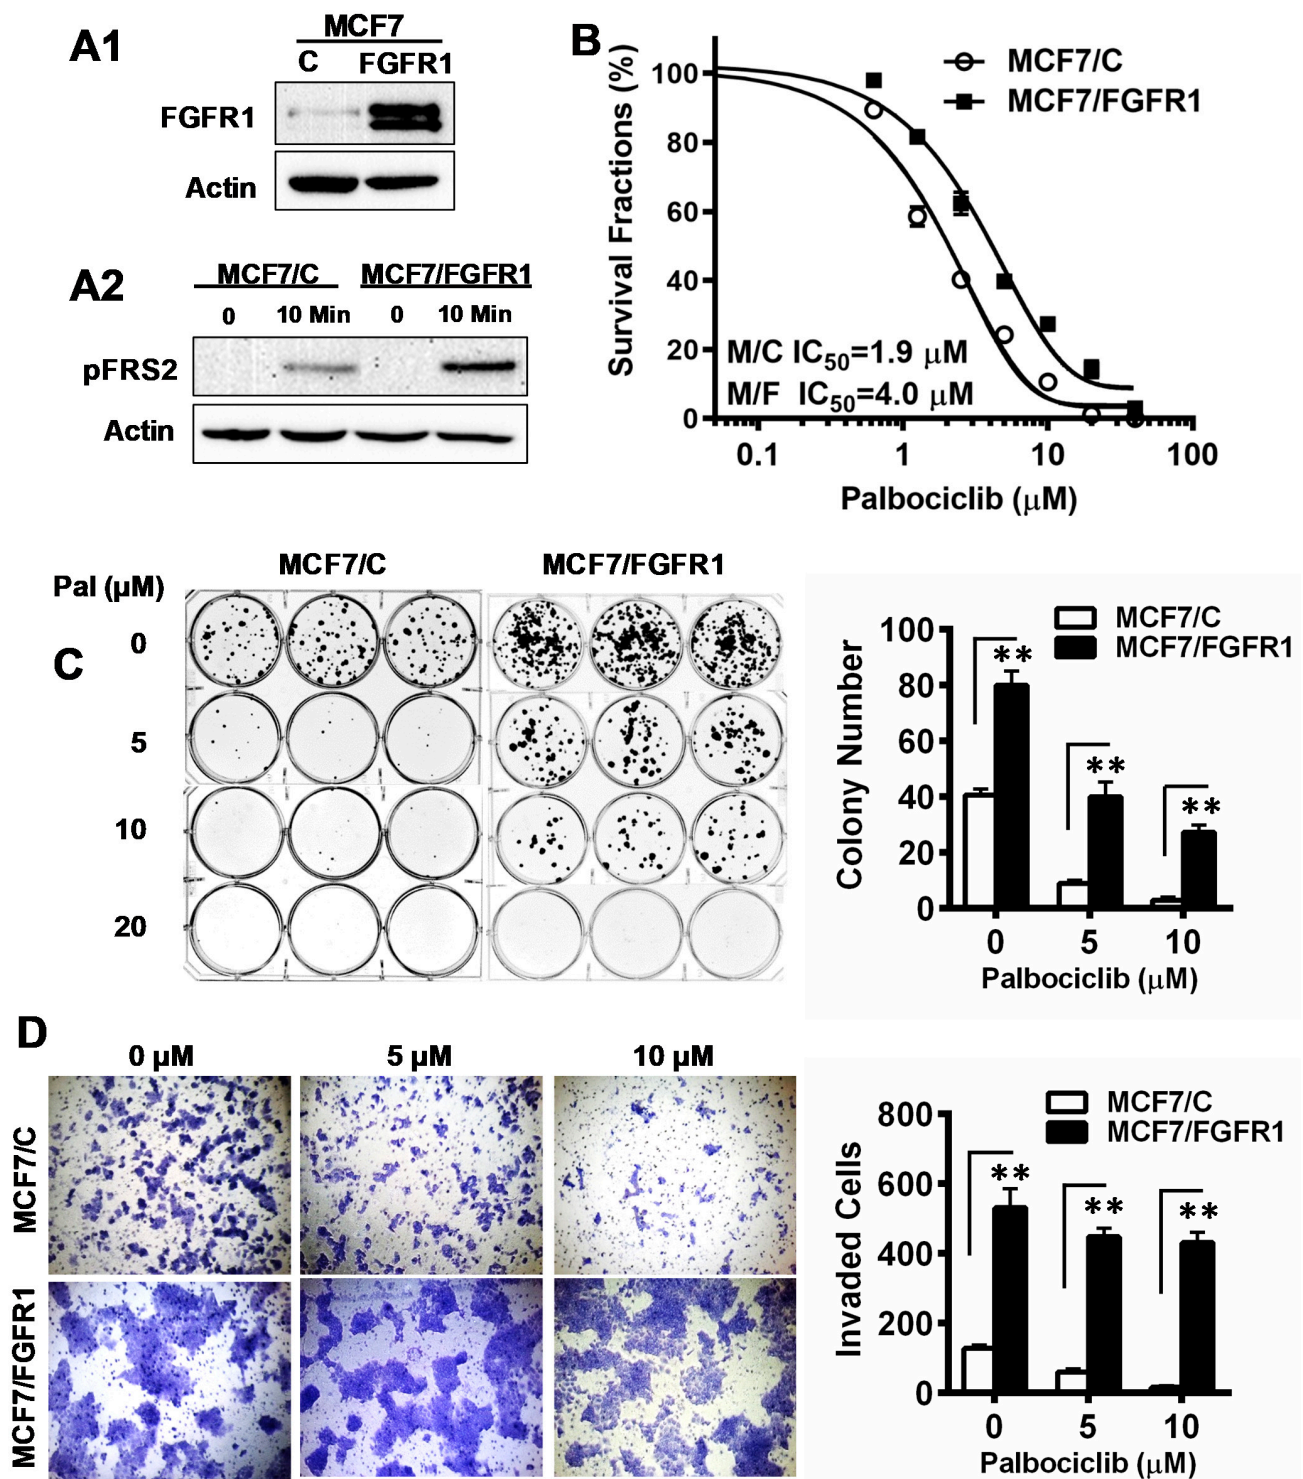 A1
MCF7
C FGFR1
FGFR1
Actin
A2
MCF7/C MCF7/FGFR1
0 10 Min 0 10 Min
pFRS2
Actin
B
Survival Fractions (%)
100
80
60
40
20
0
MCF7/C
MCF7/FGFR1
M/C IC50=1.9 μM
M/F IC50=4.0 μM
0.1 1 10 100
Palbociclib (μM)
C
MCF7/C MCF7/FGFR1
Pal (μM)
0
5
10
20
MCF7/C
MCF7/FGFR1
Colony Number
100
80
60
40
20
0
**
**
**
0 5 10
Palbociclib (μM)
D
0 μM 5 μM 10 μM
MCF7/C
MCF7/FGFR1
MCF7/C
MCF7/FGFR1
Invaded Cells
800
600
400
200
0
**
**
**
0 5 10
Palbociclib (μM)